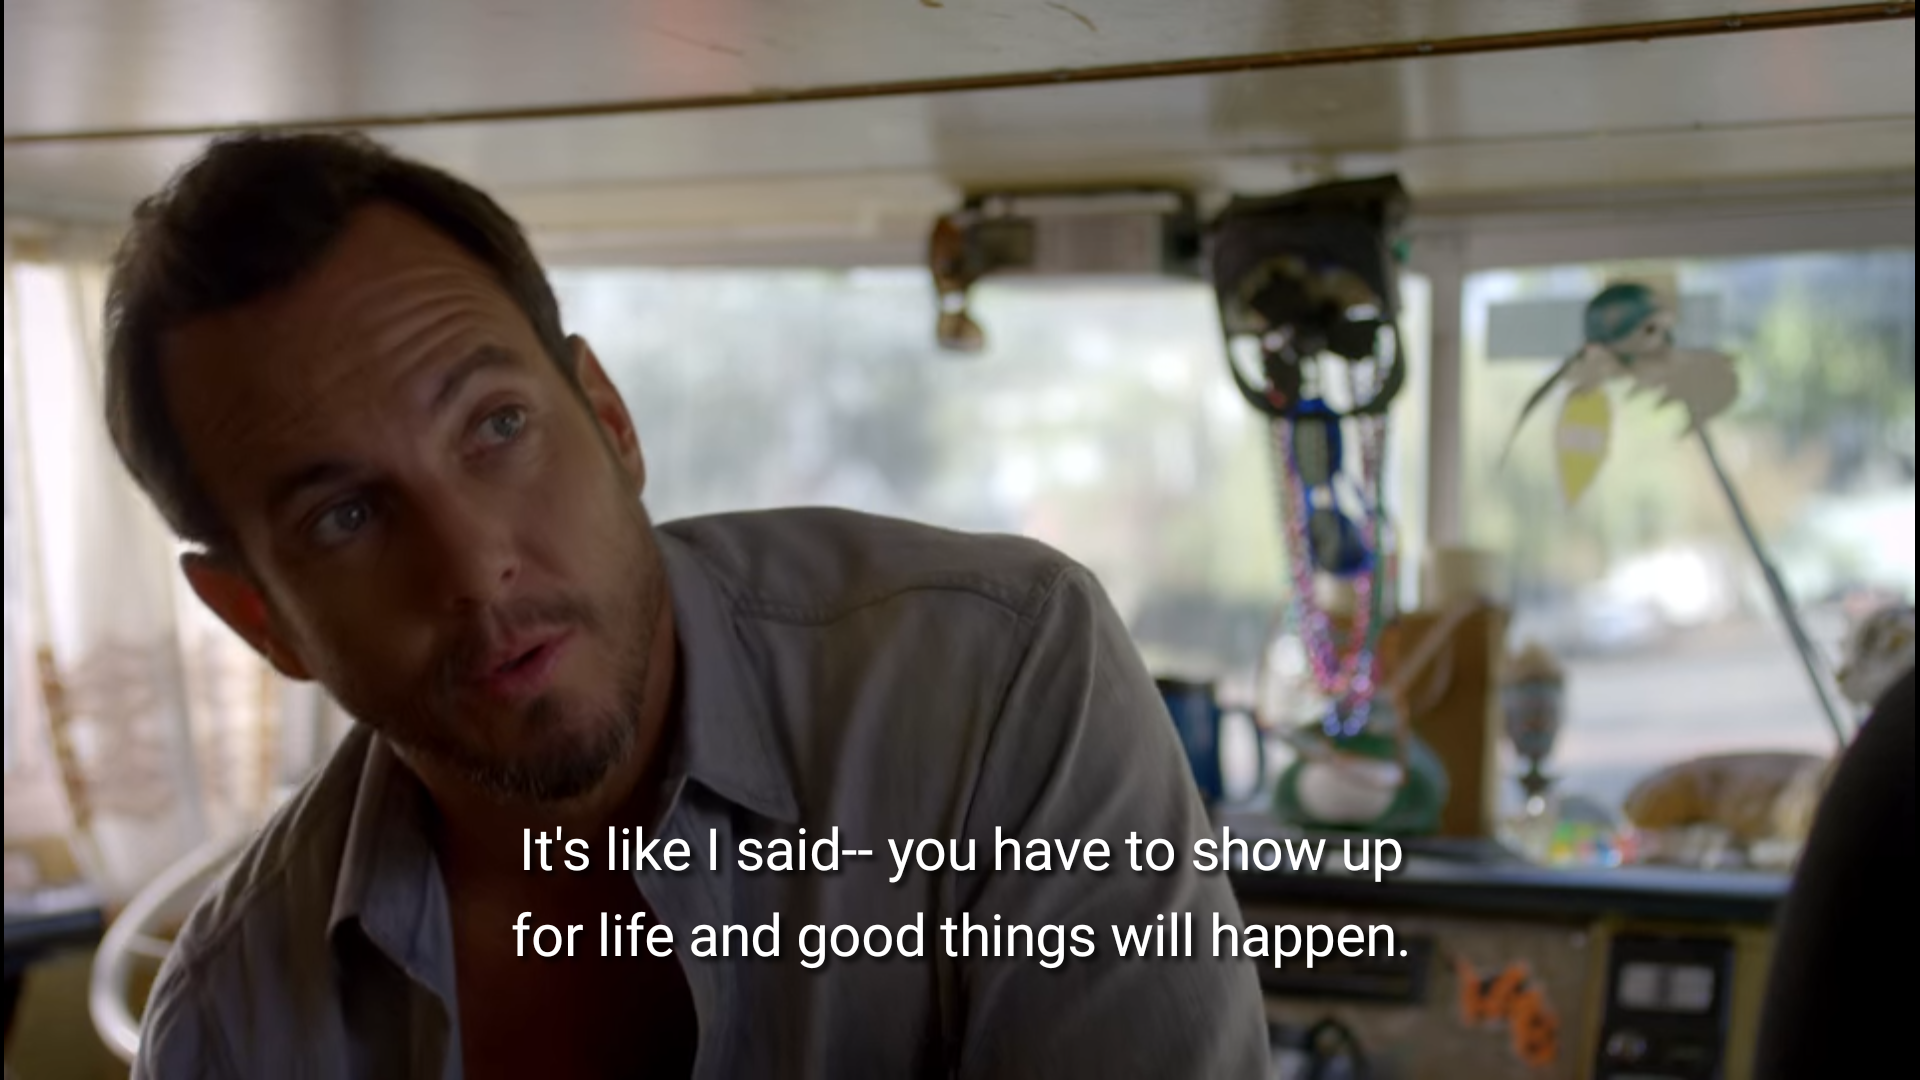 It's like I said-- you have to show up
for life and good things will happen.